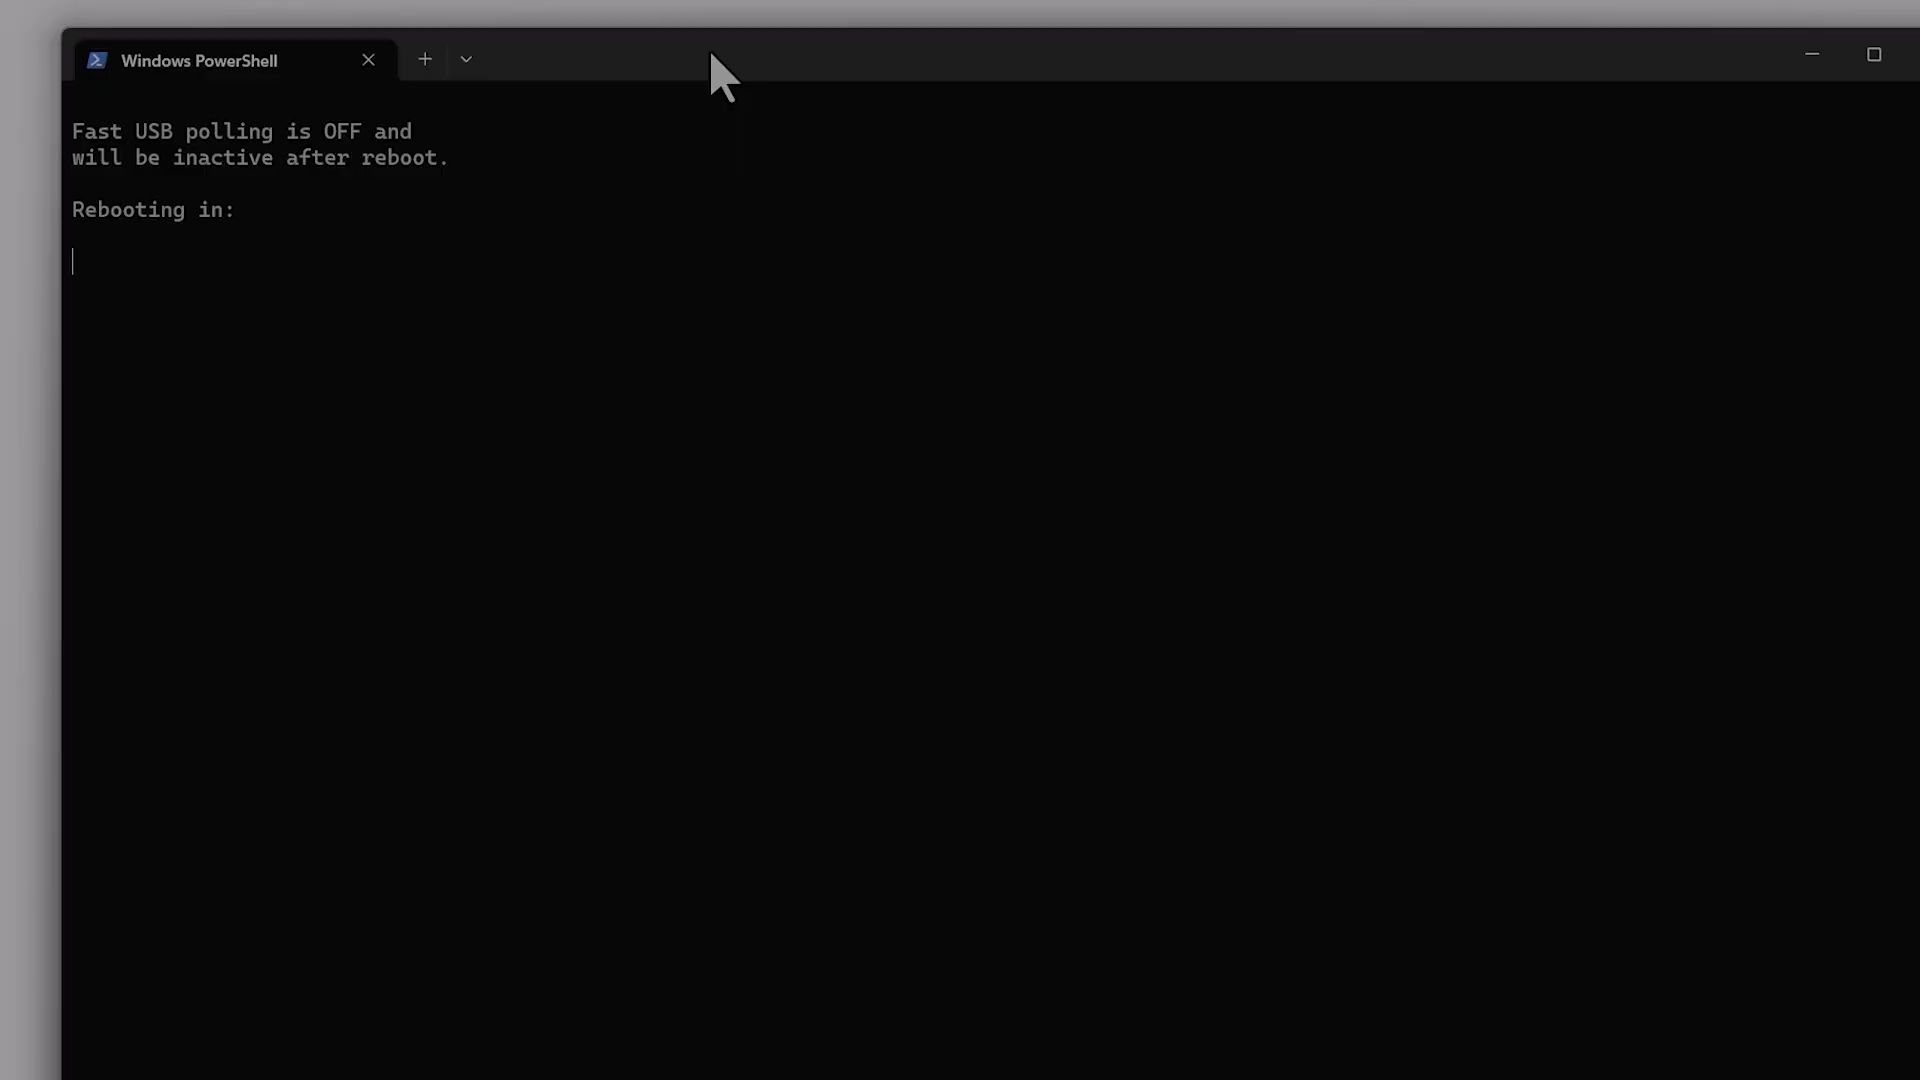 Windows PowerShell
Fast USB polling is OFF and
will be inactive after reboot.
Rebooting in: